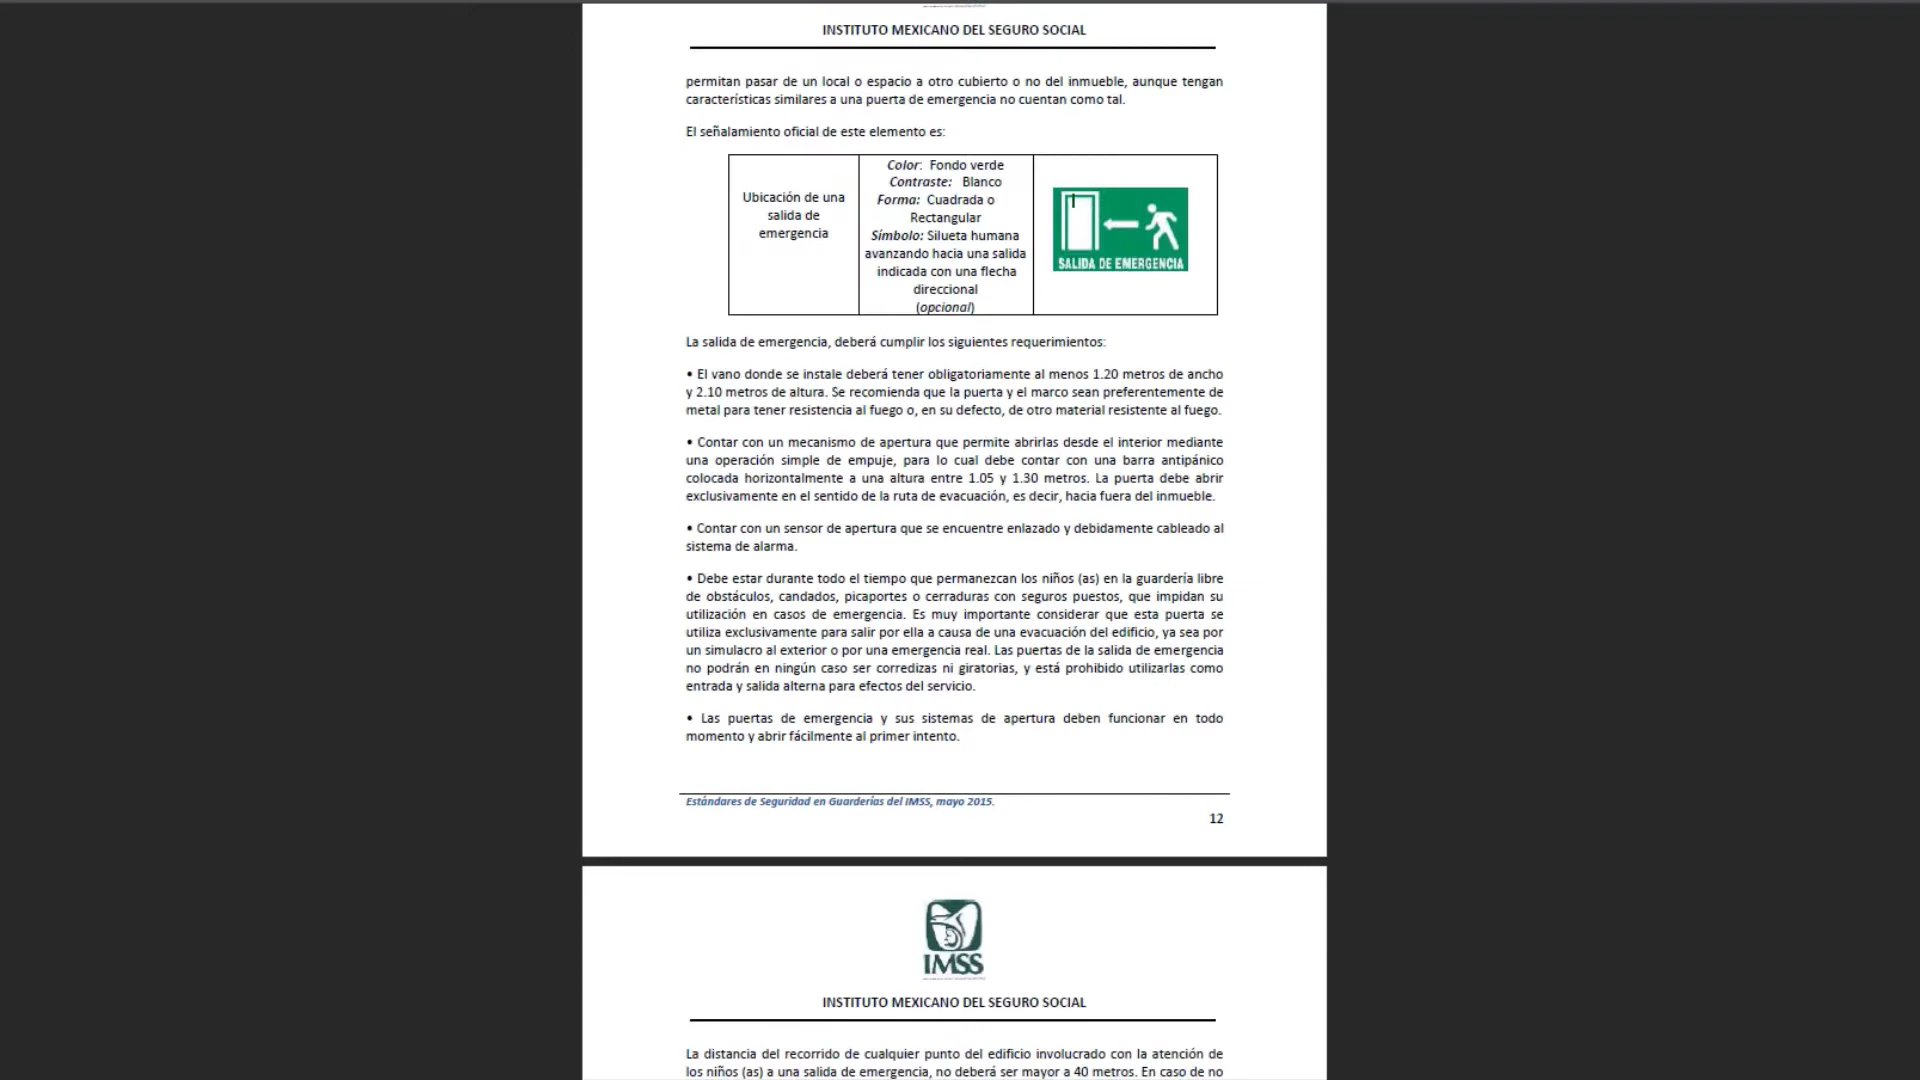 INSTITUTO MEXICANO DEL SEGURO SOCIAL
permitan pasar de un local o espacio a otro cubierto o no del inmueble, aunque tengan
características similares a una puerta de emergencia no cuentan como tal.
El señalamiento oficial de este elemento es:
Ubicación de una
salida de
emergencia
Color: Fondo verde
Contraste: Blanco
Forma: Cuadrada o
Rectangular
Símbolo: Silueta humana
avanzando hacia una salida
indicada con una flecha
direccional
(opcional)
SALIDA DE EMERGENCIA
La salida de emergencia, deberá cumplir los siguientes requerimientos:
• El vano donde se instale deberá tener obligatoriamente al menos 1.20 metros de ancho
y 2.10 metros de altura. Se recomienda que la puerta y el marco sean preferentemente de
metal para tener resistencia al fuego o, en su defecto, de otro material resistente al fuego.
• Contar con un mecanismo de apertura que permite abrirlas desde el interior mediante
una operación simple de empuje, para lo cual debe contar con una barra antipánico
colocada horizontalmente a una altura entre 1.05 y 1.30 metros. La puerta debe abrir
exclusivamente en el sentido de la ruta de evacuación, es decir, hacia fuera del inmueble.
• Contar con un sensor de apertura que se encuentre enlazado y debidamente cableado al
sistema de alarma.
• Debe estar durante todo el tiempo que permanezcan los niños (as) en la guardería libre
de obstáculos, candados, picaportes o cerraduras con seguros puestos, que impidan su
utilización en casos de emergencia. Es muy importante considerar que esta puerta se
utiliza exclusivamente para salir por ella a causa de una evacuación del edificio, ya sea por
un simulacro al exterior o por una emergencia real. Las puertas de la salida de emergencia
no podrán en ningún caso ser corredizas ni giratorias, y está prohibido utilizarlas como
entrada y salida alterna para efectos del servicio.
• Las puertas de emergencia y sus sistemas de apertura deben funcionar en todo
momento y abrir fácilmente al primer intento.
Estándares de Seguridad en Guarderías del IMSS, mayo 2015.
12
IMSS
INSTITUTO MEXICANO DEL SEGURO SOCIAL
La distancia del recorrido de cualquier punto del edificio involucrado con la atención de
los niños (as) a una salida de emergencia, no deberá ser mayor a 40 metros. En caso de no